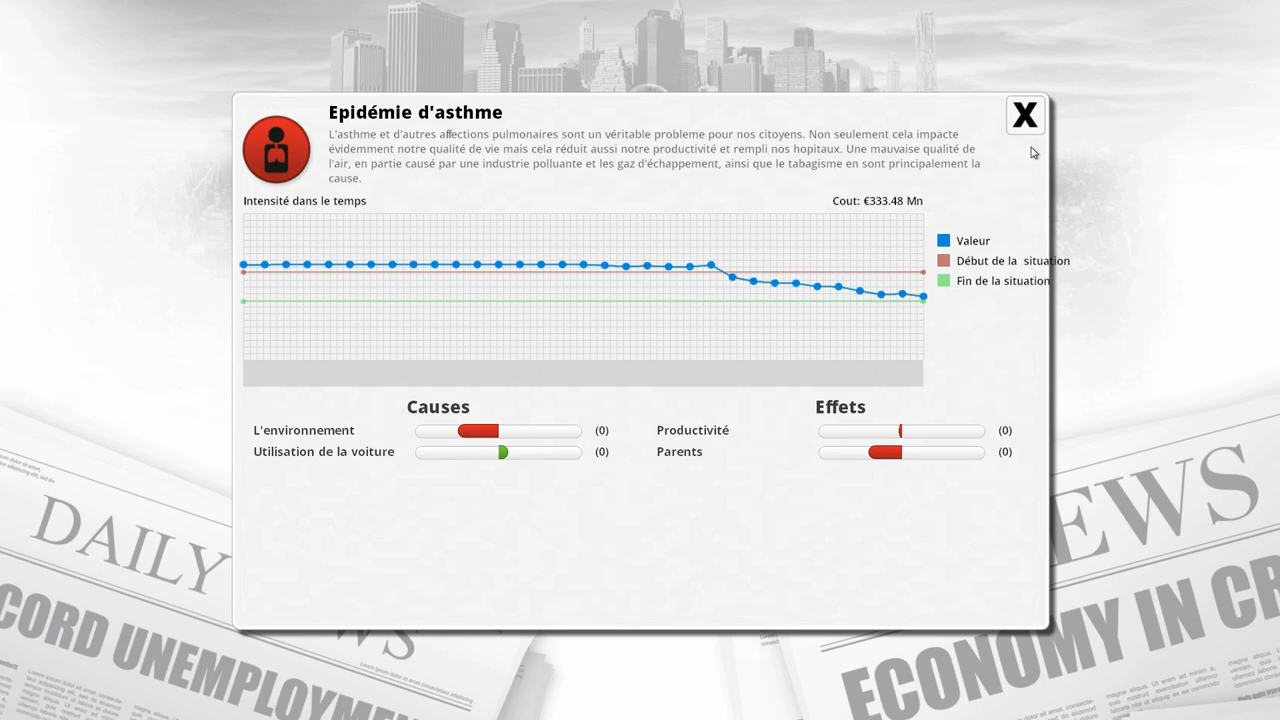 Epidémie d'asthme
X
L'asthme et d'autres affections pulmonaires sont un véritable probleme pour nos citoyens. Non seulement cela impacte
évidemment notre qualité de vie mais cela réduit aussi notre productivité et rempli nos hopitaux. Une mauvaise qualité de
l'air, en partie causé par une industrie polluante et les gaz d'échappement, ainsi que le tabagisme en sont principalement la
cause.
Intensité dans le temps
Cout: €333.48 Mn
Valeur
Début de la situation
Fin de la situation
Causes
Effets
L'environnement (0)
Productivité (0)
Utilisation de la voiture (0)
Parents (0)
DAILY
EWS
WS
CORD UNEMPLOYME
ECONOMY IN CR